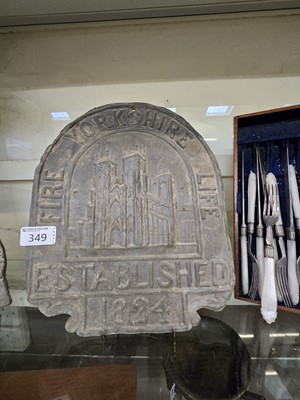 FIRE YORKSHIRE LIFE
349
ESTABLISHED
1824